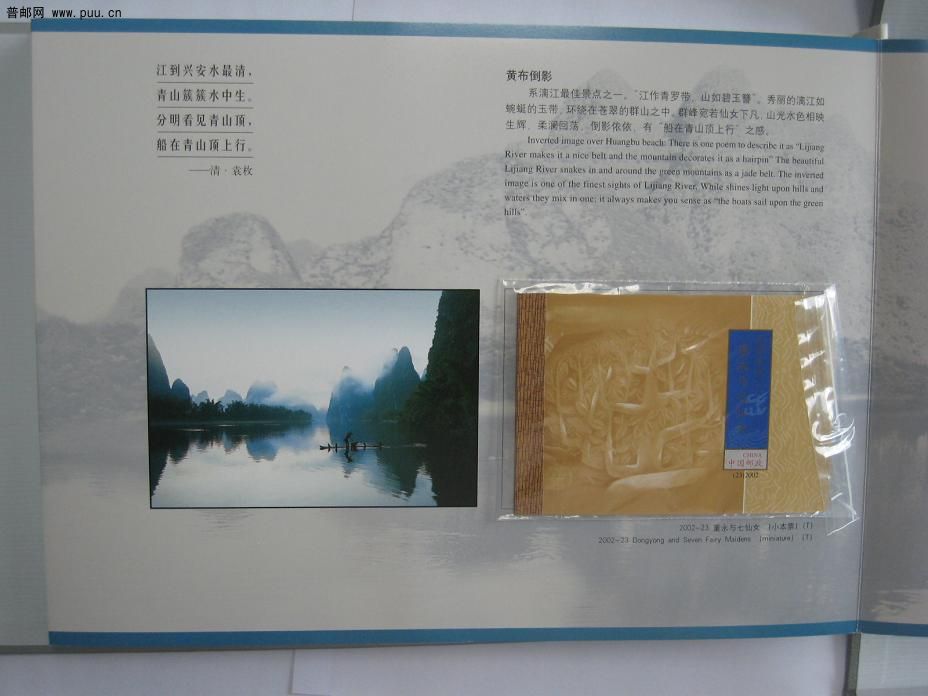 普邮网 www.puu.cn
江到兴安水最清，
青山簇簇水中生。
分明看见青山顶，
船在青山顶上行。
——清·袁枚
黄布倒影
系漓江最佳景点之一。“江作青罗带，山如碧玉簪”。秀丽的漓江如
蜿蜒的玉带，环绕在苍翠的群山之中，群峰宛若仙女下凡，山光水色相映
生辉，柔澜回荡，倒影依依，有“船在青山顶上行”之感。
Inverted image over Huangbu beach: There is one poem to describe it as "Lijiang
River makes it a nice belt and the mountain decorates it as a hairpin" The beautiful
Lijiang River snakes in and around the green mountains as a jade belt. The inverted
image is one of the finest sights of Lijiang River. While shines light upon hills and
waters they mix in one; it always makes you sense as "the boats sail upon the green
hills".
CHINA
中国邮政
(23)2002
2002-23 董永与七仙女 (小本票) (T)
2002-23 Dongyong and Seven Fairy Maidens (miniature) (T)